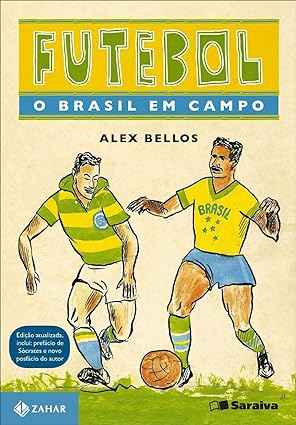 FUTEBOL
O BRASIL EM CAMPO
ALEX BELLOS
BRASIL
Edição atualizada,
inclui: prefácio de
Sócrates e novo
posfácio do autor
ZAHAR
Saraiva